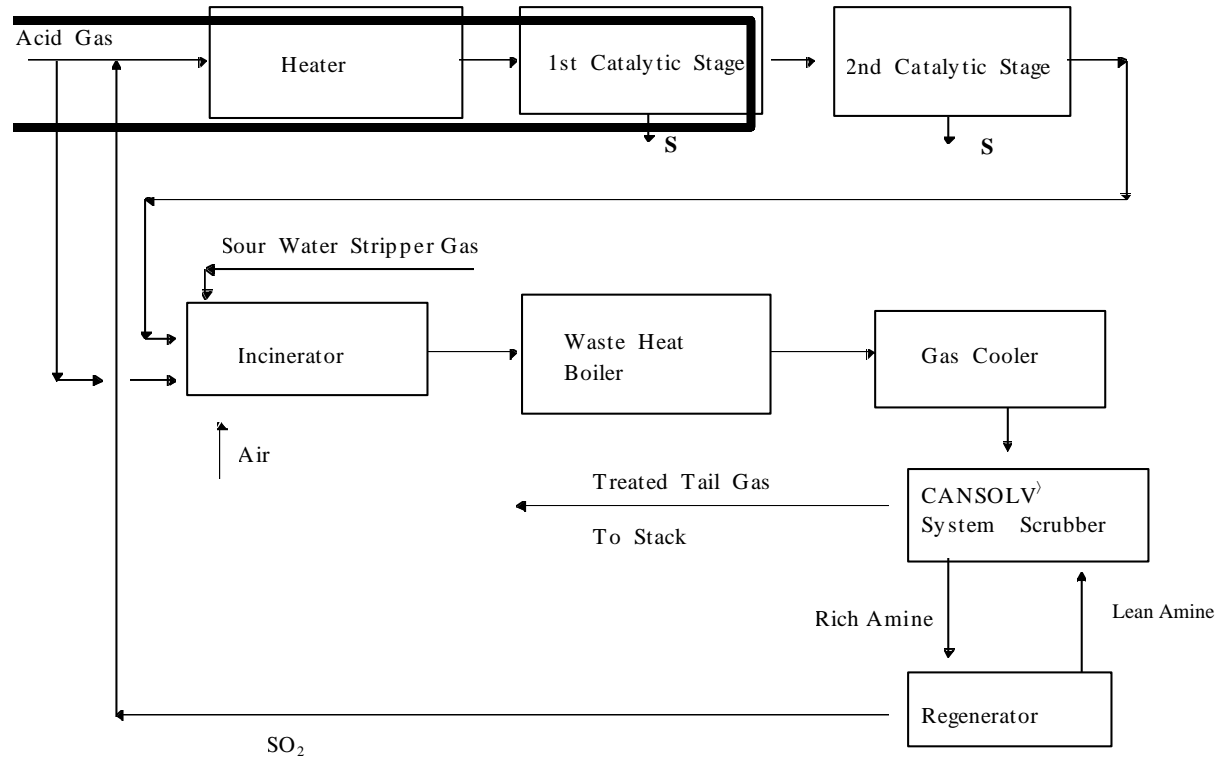 Acid Gas
Heater
1st Catalytic Stage
2nd Catalytic Stage
S
S
Sour Water Stripper Gas
Incinerator
Waste Heat
Boiler
Gas Cooler
Air
Treated Tail Gas
To Stack
CANSOLV⟩
System Scrubber
Rich Amine
Lean Amine
Regenerator
SO₂